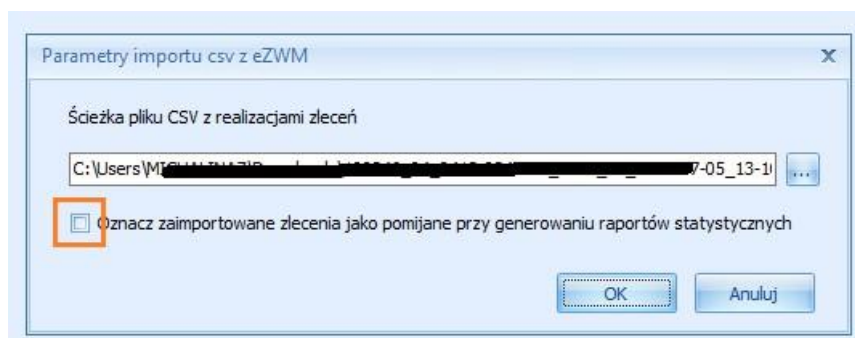 Parametry importu csv z eZWM x
Ścieżka pliku CSV z realizacjami zleceń
C:\Users\ 7-05_13-1 ...
Oznacz zaimportowane zlecenia jako pomijane przy generowaniu raportów statystycznych
OK Anuluj